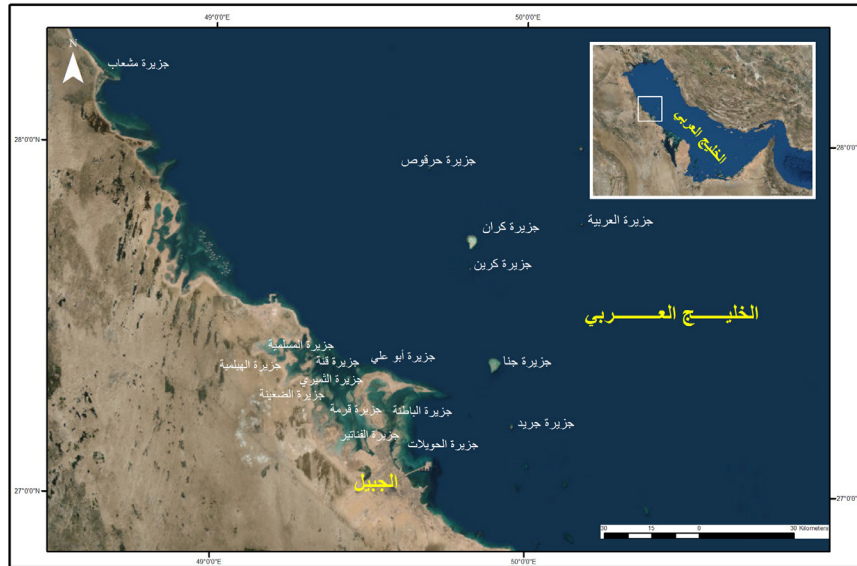 49°0'0"E
50°0'0"E
N
جزيرة مشعاب
28°0'0"N
28°0'0"N
الخليج العربي
جزيرة حرقوص
جزيرة العربية
جزيرة كران
جزيرة كرين
الخليـــــج العـــــــربي
جزيرة المسلمية
جزيرة أبو علي
جزيرة جنا
جزيرة قنة
جزيرة الهيلمية
جزيرة الثميري
جزيرة الضعينة
جزيرة قرمة
جزيرة الباطنة
جزيرة جريد
جزيرة الفناتير
جزيرة الحويلات
الجبيل
27°0'0"N
27°0'0"N
30 15 0 30 Kilometers
49°0'0"E
50°0'0"E